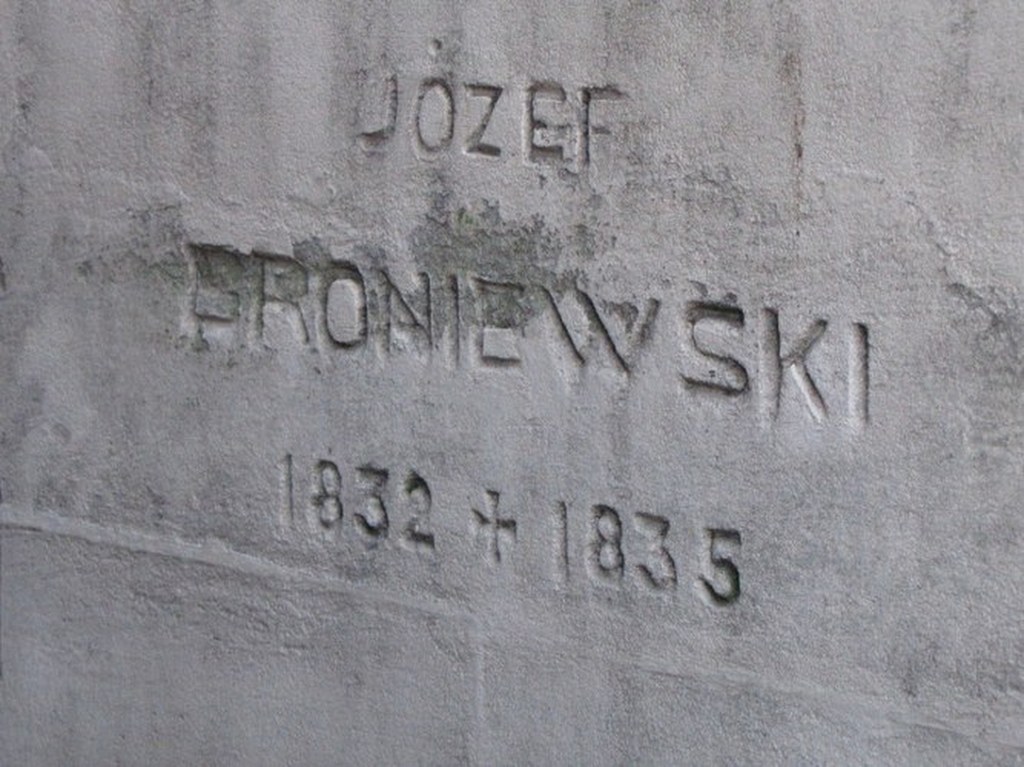 JÓZEF
BRONIEWSKI
1832 ✝ 1835